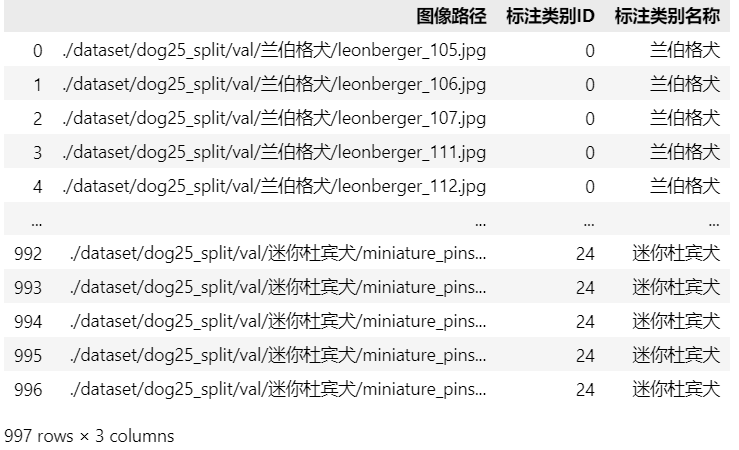 图像路径 标注类别ID 标注类别名称
0 ./dataset/dog25_split/val/兰伯格犬/leonberger_105.jpg 0 兰伯格犬
1 ./dataset/dog25_split/val/兰伯格犬/leonberger_106.jpg 0 兰伯格犬
2 ./dataset/dog25_split/val/兰伯格犬/leonberger_107.jpg 0 兰伯格犬
3 ./dataset/dog25_split/val/兰伯格犬/leonberger_111.jpg 0 兰伯格犬
4 ./dataset/dog25_split/val/兰伯格犬/leonberger_112.jpg 0 兰伯格犬
... ... ... ...
992 ./dataset/dog25_split/val/迷你杜宾犬/miniature_pins... 24 迷你杜宾犬
993 ./dataset/dog25_split/val/迷你杜宾犬/miniature_pins... 24 迷你杜宾犬
994 ./dataset/dog25_split/val/迷你杜宾犬/miniature_pins... 24 迷你杜宾犬
995 ./dataset/dog25_split/val/迷你杜宾犬/miniature_pins... 24 迷你杜宾犬
996 ./dataset/dog25_split/val/迷你杜宾犬/miniature_pins... 24 迷你杜宾犬
997 rows × 3 columns